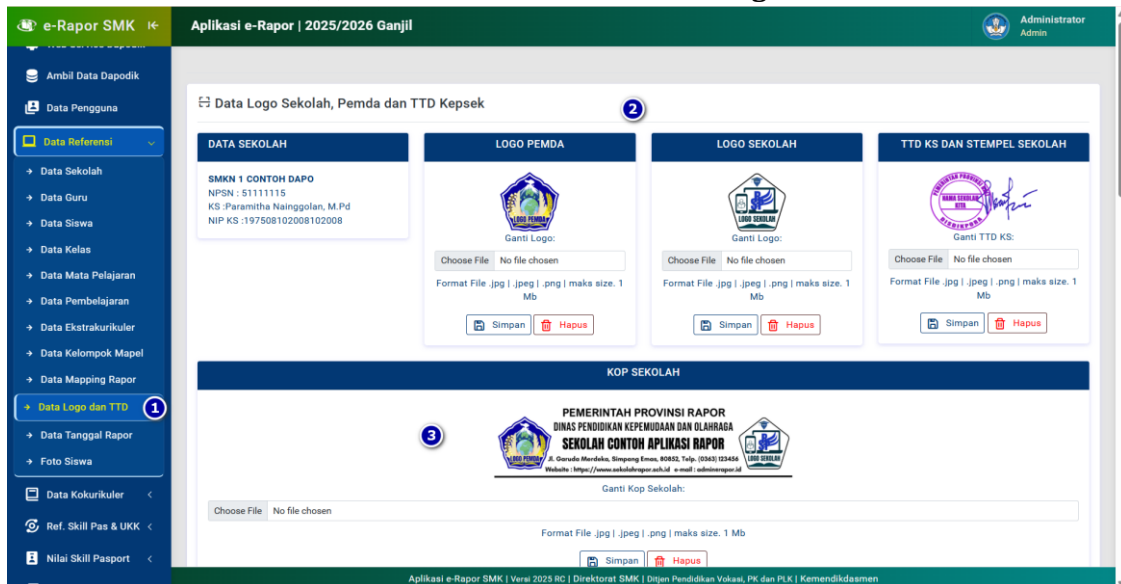 e-Rapor SMK
Aplikasi e-Rapor | 2025/2026 Ganjil
Administrator
Admin
Ambil Data Dapodik
Data Pengguna
Data Referensi
Data Sekolah
Data Guru
Data Siswa
Data Kelas
Data Mata Pelajaran
Data Pembelajaran
Data Ekstrakurikuler
Data Kelompok Mapel
Data Mapping Rapor
Data Logo dan TTD
1
Data Tanggal Rapor
Foto Siswa
Data Kokurikuler
Ref. Skill Pas & UKK
Nilai Skill Pasport
Data Logo Sekolah, Pemda dan TTD Kepsek
2
DATA SEKOLAH
SMKN 1 CONTOH DAPO
NPSN : 51111115
KS :Paramitha Nainggolan, M.Pd
NIP KS :197508102008102008
LOGO PEMDA
LOGO PEMDA
Ganti Logo:
Choose File No file chosen
Format File .jpg | .jpeg | .png | maks size. 1
Mb
Simpan Hapus
LOGO SEKOLAH
LOGO SEKOLAH
Ganti Logo:
Choose File No file chosen
Format File .jpg | .jpeg | .png | maks size. 1
Mb
Simpan Hapus
TTD KS DAN STEMPEL SEKOLAH
NAMA SEKOLAH
KITA
Ganti TTD KS:
Choose File No file chosen
Format File .jpg | .jpeg | .png | maks size. 1
Mb
Simpan Hapus
KOP SEKOLAH
3
PEMERINTAH PROVINSI RAPOR
DINAS PENDIDIKAN KEPEMUDAAN DAN OLAHRAGA
SEKOLAH CONTOH APLIKASI RAPOR
Jl. Garuda Merdeka, Simpang Emas, 80852, Telp. (0363) 123456
Website : https://www.sekolahrapor.sch.id e-mail : adminerapor.id
LOGO PEMDA
LOGO SEKOLAH
Ganti Kop Sekolah:
Choose File No file chosen
Format File .jpg | .jpeg | .png | maks size. 1 Mb
Simpan Hapus
Aplikasi e-Rapor SMK | Versi 2025 RC | Direktorat SMK | Ditjen Pendidikan Vokasi, PK dan PLK | Kemendikdasmen